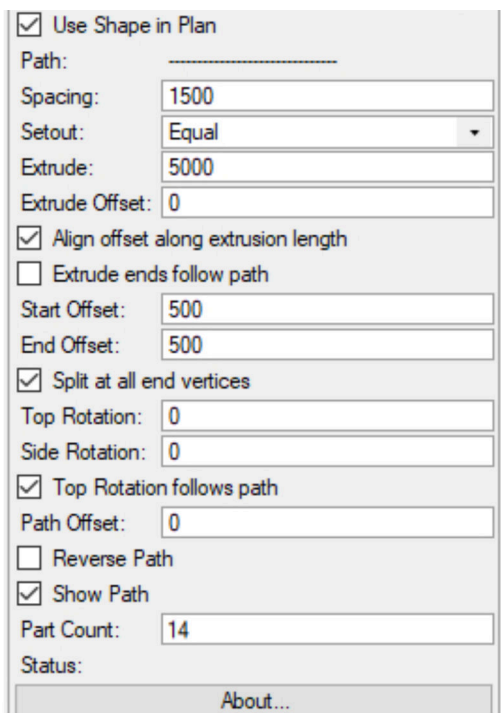 Use Shape in Plan
Path: ------------------------------
Spacing: 1500
Setout: Equal
Extrude: 5000
Extrude Offset: 0
Align offset along extrusion length
Extrude ends follow path
Start Offset: 500
End Offset: 500
Split at all end vertices
Top Rotation: 0
Side Rotation: 0
Top Rotation follows path
Path Offset: 0
Reverse Path
Show Path
Part Count: 14
Status:
About...